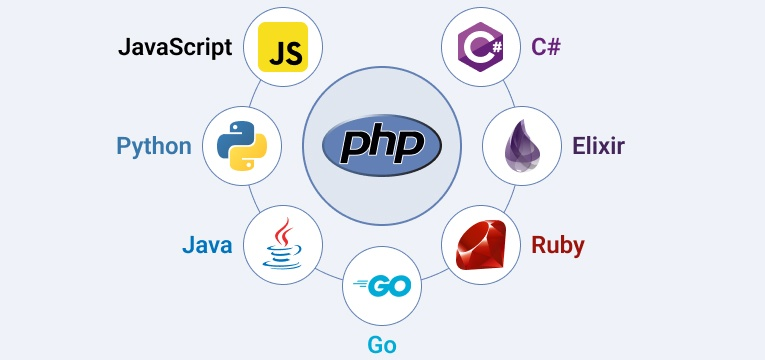 JavaScript
JS
C#
C#
Python
php
Elixir
Java
Ruby
GO
Go